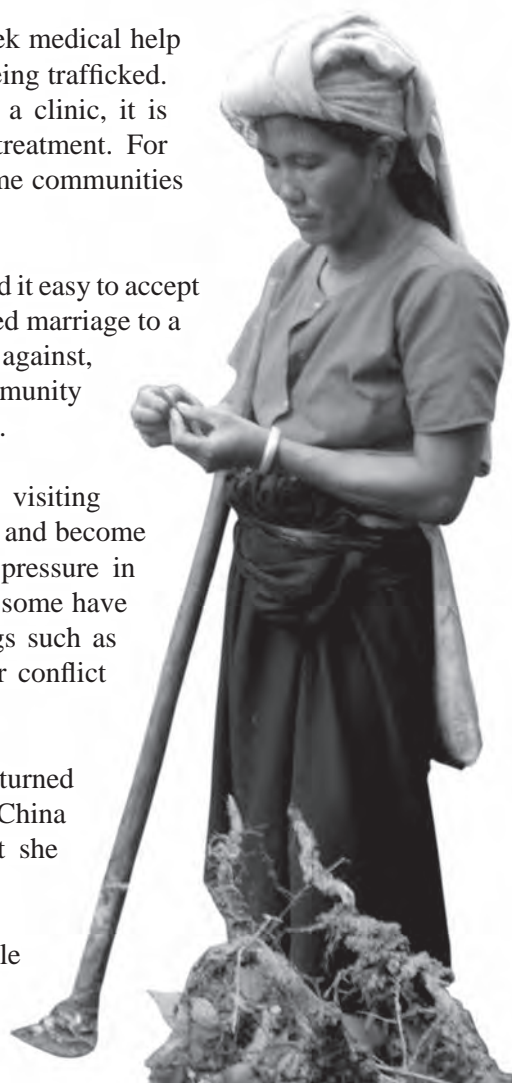 ek medical help
eing trafficked.
a clinic, it is
treatment. For
me communities
d it easy to accept
ed marriage to a
against,
mmunity
.
visiting
and become
pressure in
some have
gs such as
r conflict
turned
China
t she
le